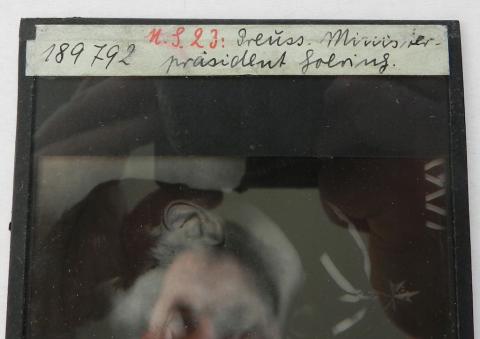 189792 N.S. 23: Preuss. Minister-
präsident Goering.